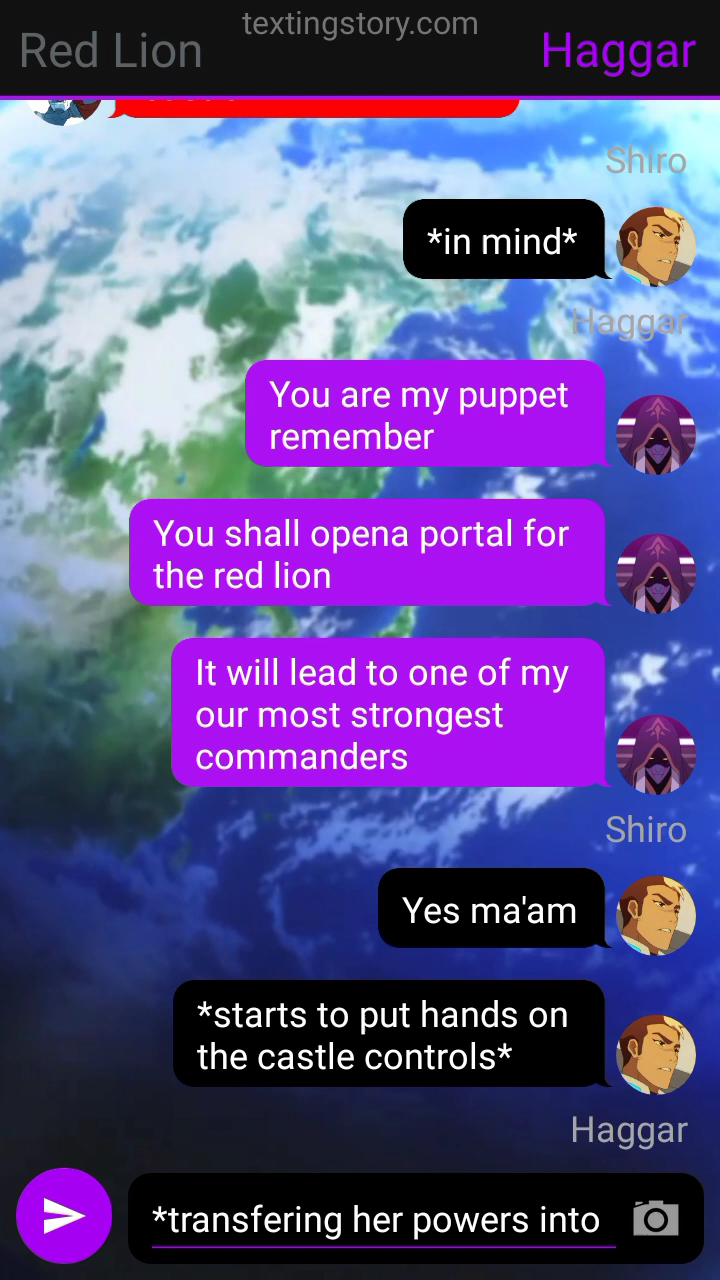 textingstory.com
Red Lion
Haggar
Shiro
*in mind*
Haggar
You are my puppet
remember
You shall opena portal for
the red lion
It will lead to one of my
our most strongest
commanders
Shiro
Yes ma'am
*starts to put hands on
the castle controls*
Haggar
*transfering her powers into